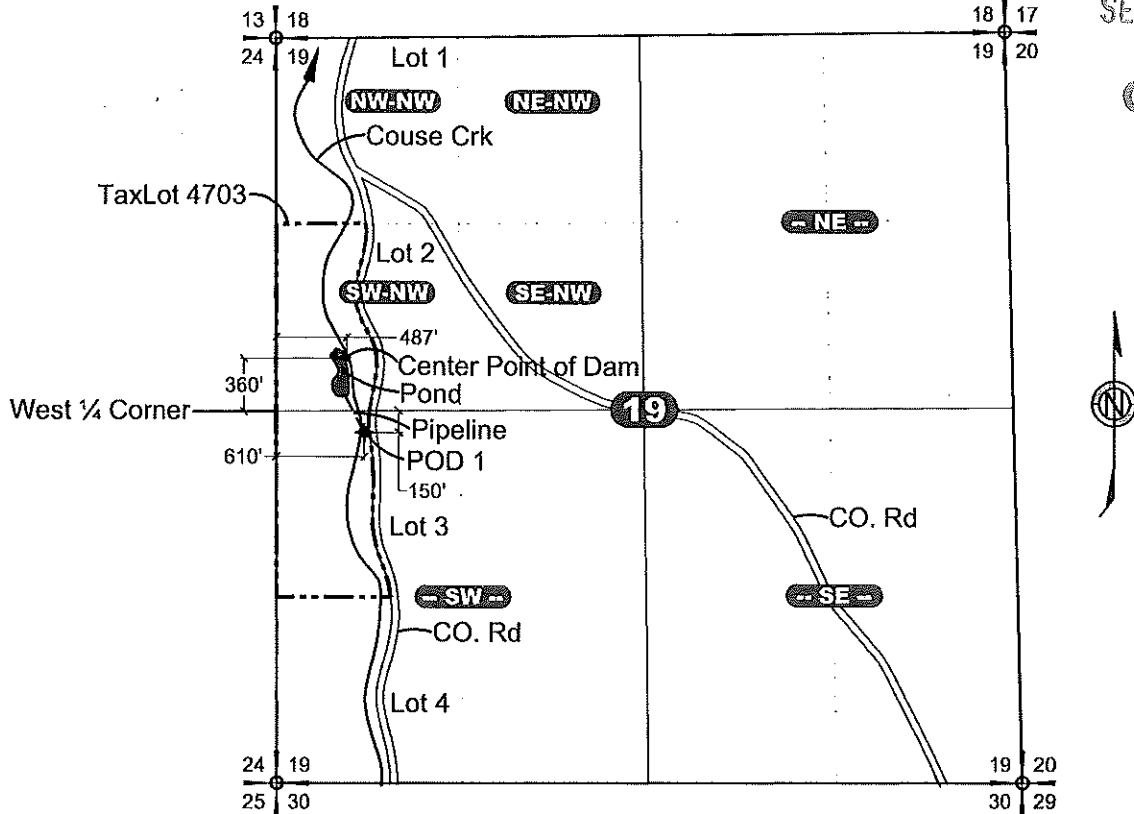 13 18
18 17
SE
24 19
19 20
Lot 1
NW-NW
NE-NW
Couse Crk
TaxLot 4703
-- NE --
Lot 2
SW-NW
SE-NW
487'
Center Point of Dam
360'
Pond
West ¼ Corner
19
N
Pipeline
610'
POD 1
150'
Lot 3
CO. Rd
-- SW --
-- SE --
CO. Rd
Lot 4
24 19
19 20
25 30
30 29